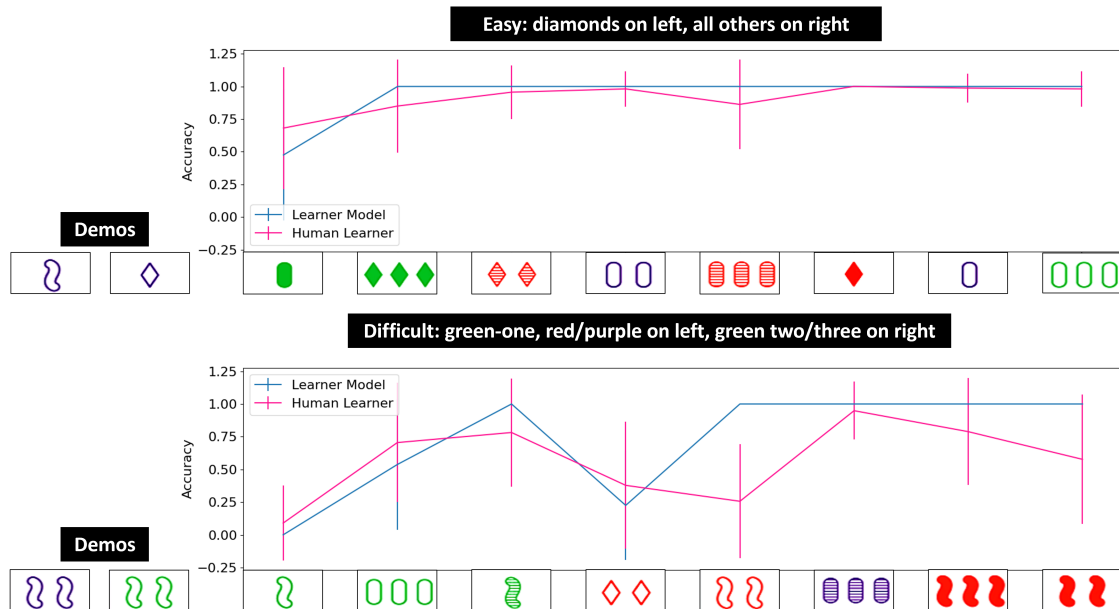 Easy: diamonds on left, all others on right
1.25
1.00
0.75
0.50
0.25
0.00
−0.25
Accuracy
Learner Model
Human Learner
Demos
Difficult: green-one, red/purple on left, green two/three on right
1.25
1.00
0.75
0.50
0.25
0.00
−0.25
Accuracy
Learner Model
Human Learner
Demos